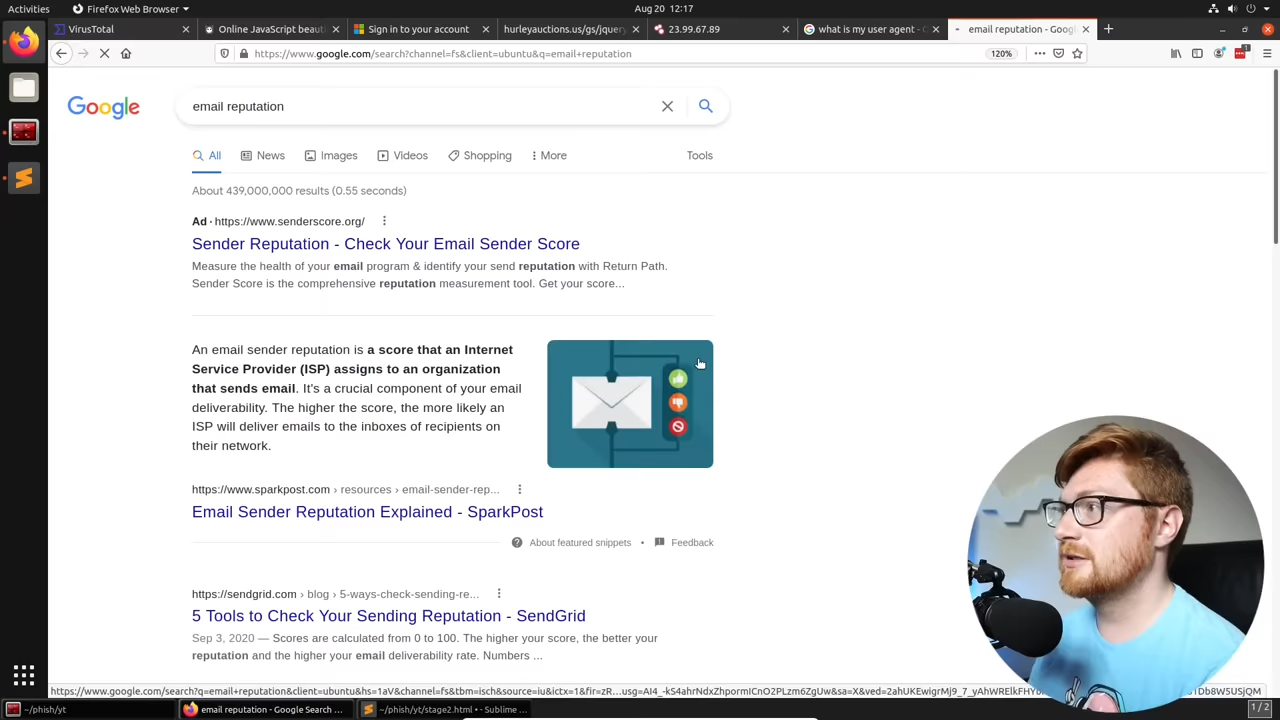 Activities
Firefox Web Browser
Aug 20 12:17
VirusTotal
Online JavaScript beaut
Sign in to your account
hurleyauctions.us/gs/jquery
23.99.67.89
what is my user agent - G
email reputation - Goog
https://www.google.com/search?channel=fs&client=ubuntu&q=email+reputation
120%
Google
email reputation
All
News
Images
Videos
Shopping
More
Tools
About 439,000,000 results (0.55 seconds)
Ad · https://www.senderscore.org/
Sender Reputation - Check Your Email Sender Score
Measure the health of your email program & identify your send reputation with Return Path.
Sender Score is the comprehensive reputation measurement tool. Get your score...
An email sender reputation is a score that an Internet
Service Provider (ISP) assigns to an organization
that sends email. It's a crucial component of your email
deliverability. The higher the score, the more likely an
ISP will deliver emails to the inboxes of recipients on
their network.
https://www.sparkpost.com › resources › email-sender-rep...
Email Sender Reputation Explained - SparkPost
About featured snippets • Feedback
https://sendgrid.com › blog › 5-ways-check-sending-re...
5 Tools to Check Your Sending Reputation - SendGrid
Sep 3, 2020 — Scores are calculated from 0 to 100. The higher your score, the better your
reputation and the higher your email deliverability rate. Numbers ...
~/phish/yt
email reputation - Google Search ...
~/phish/yt/stage2.html • - Sublime ...
1 / 2